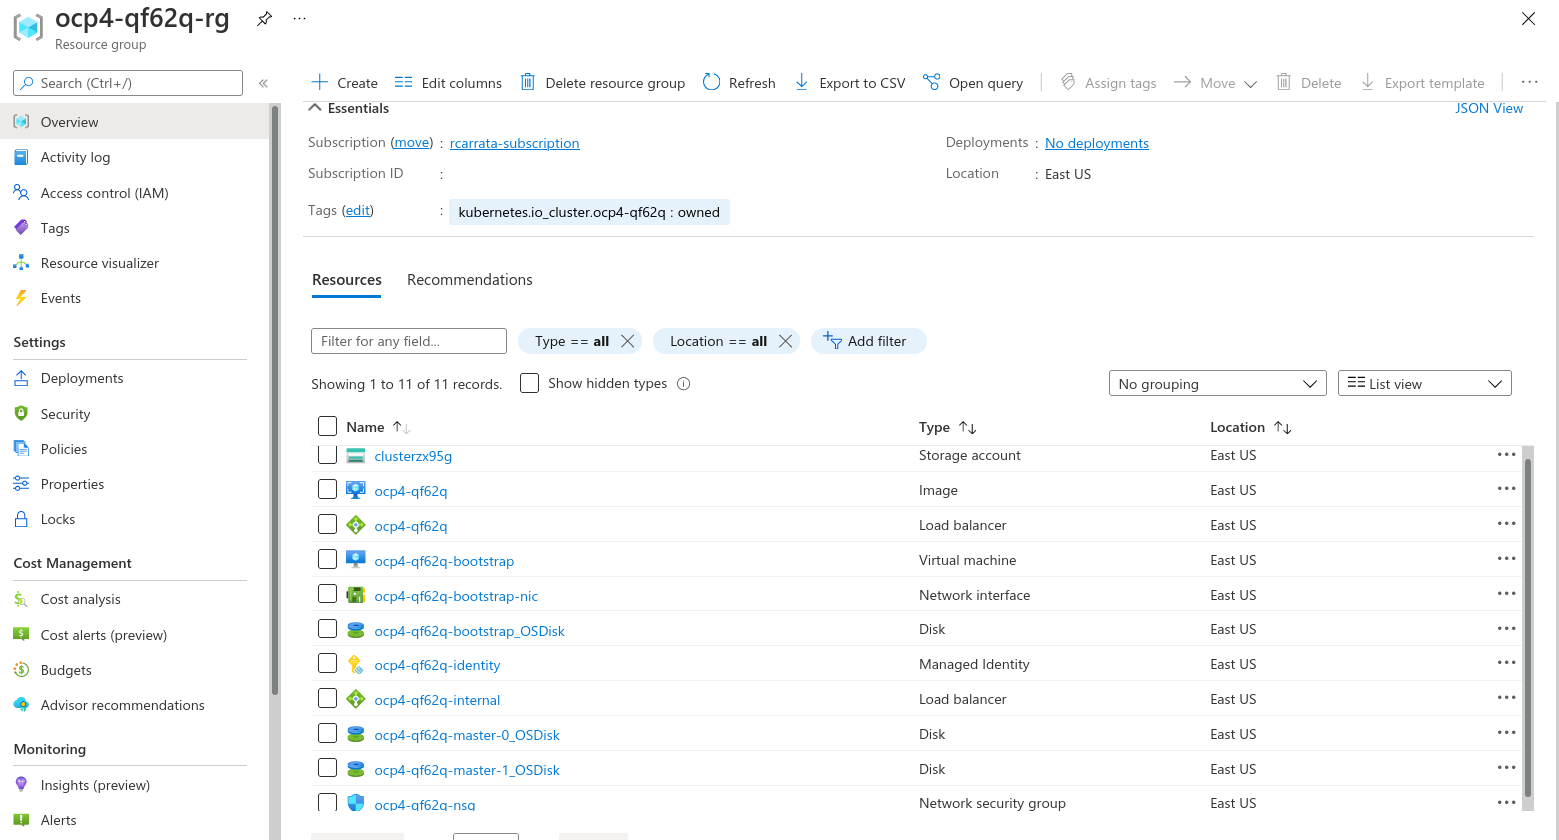 ocp4-qf62q-rg
Resource group
Search (Ctrl+/)
Overview
Activity log
Access control (IAM)
Tags
Resource visualizer
Events
Settings
Deployments
Security
Policies
Properties
Locks
Cost Management
Cost analysis
Cost alerts (preview)
Budgets
Advisor recommendations
Monitoring
Insights (preview)
Alerts
Create Edit columns Delete resource group Refresh Export to CSV Open query Assign tags Move Delete Export template
Essentials JSON View
Subscription (move) : rcarrata-subscription Deployments : No deployments
Subscription ID : Location : East US
Tags (edit) : kubernetes.io_cluster.ocp4-qf62q : owned
Resources Recommendations
Filter for any field... Type == all Location == all Add filter
Showing 1 to 11 of 11 records. Show hidden types No grouping List view
Name Type Location
clusterzx95g Storage account East US
ocp4-qf62q Image East US
ocp4-qf62q Load balancer East US
ocp4-qf62q-bootstrap Virtual machine East US
ocp4-qf62q-bootstrap-nic Network interface East US
ocp4-qf62q-bootstrap_OSDisk Disk East US
ocp4-qf62q-identity Managed Identity East US
ocp4-qf62q-internal Load balancer East US
ocp4-qf62q-master-0_OSDisk Disk East US
ocp4-qf62q-master-1_OSDisk Disk East US
ocp4-qf62q-nsg Network security group East US